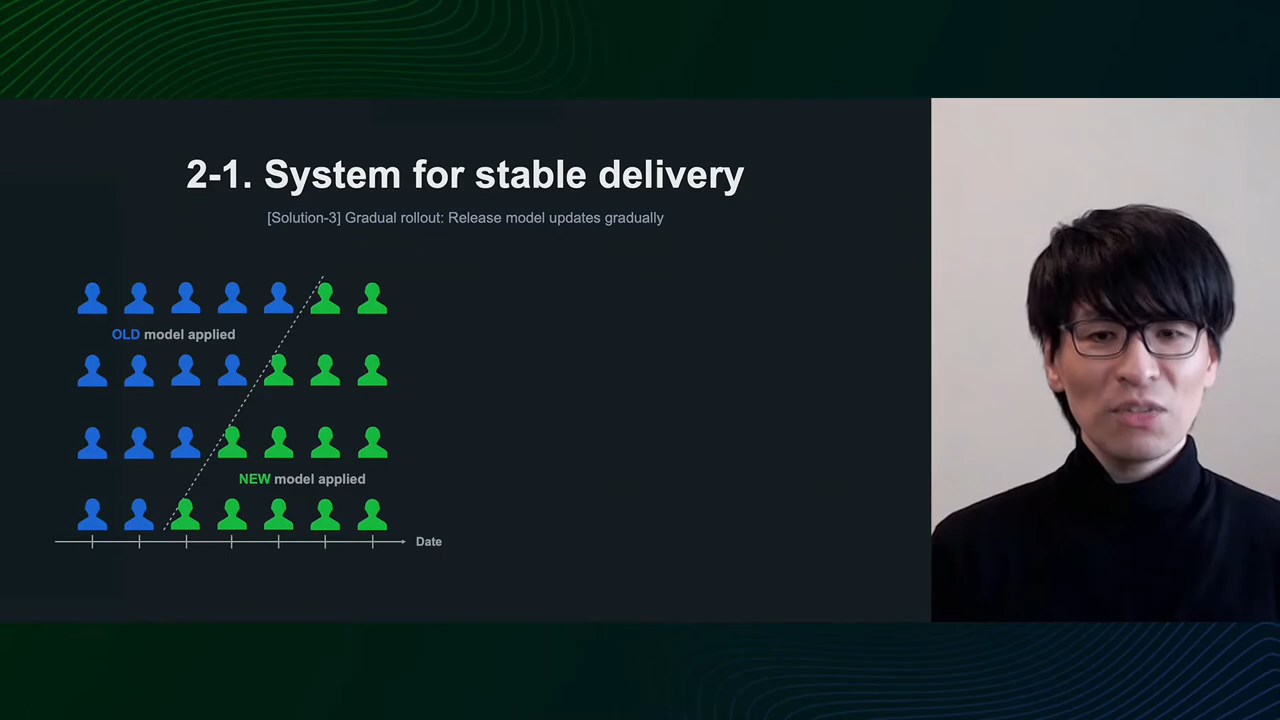 2-1. System for stable delivery
[Solution-3] Gradual rollout: Release model updates gradually
OLD model applied
NEW model applied
Date